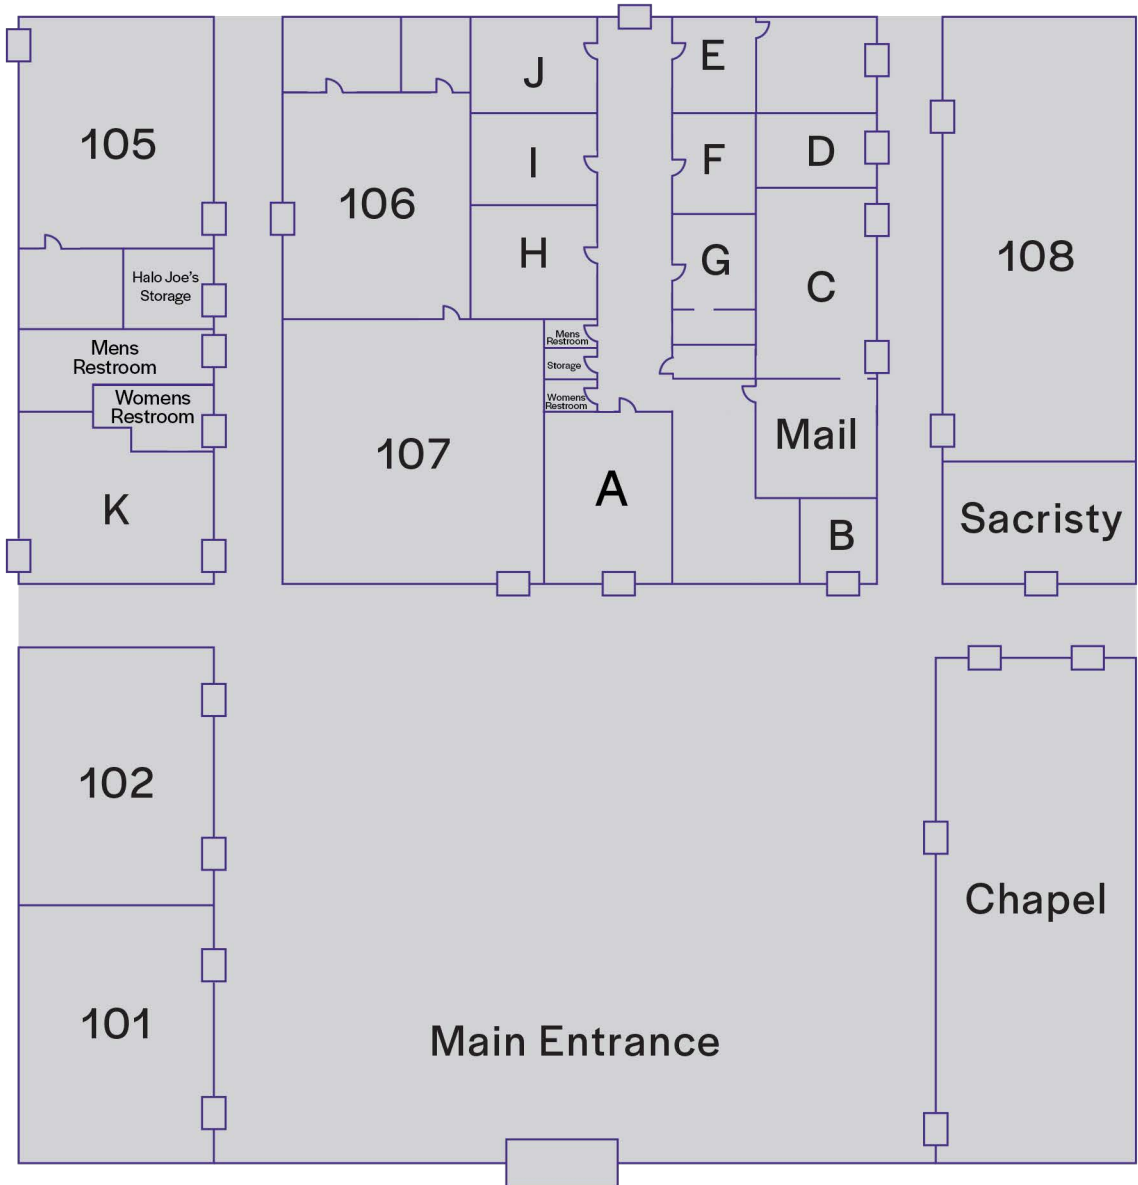 J
E
105
I
F
D
106
H
G
C
108
Halo Joe's
Storage
Mens
Restroom
Mens
Restroom
Storage
Womens
Restroom
Womens
Restroom
107
A
Mail
K
B
Sacristy
102
Chapel
101
Main Entrance